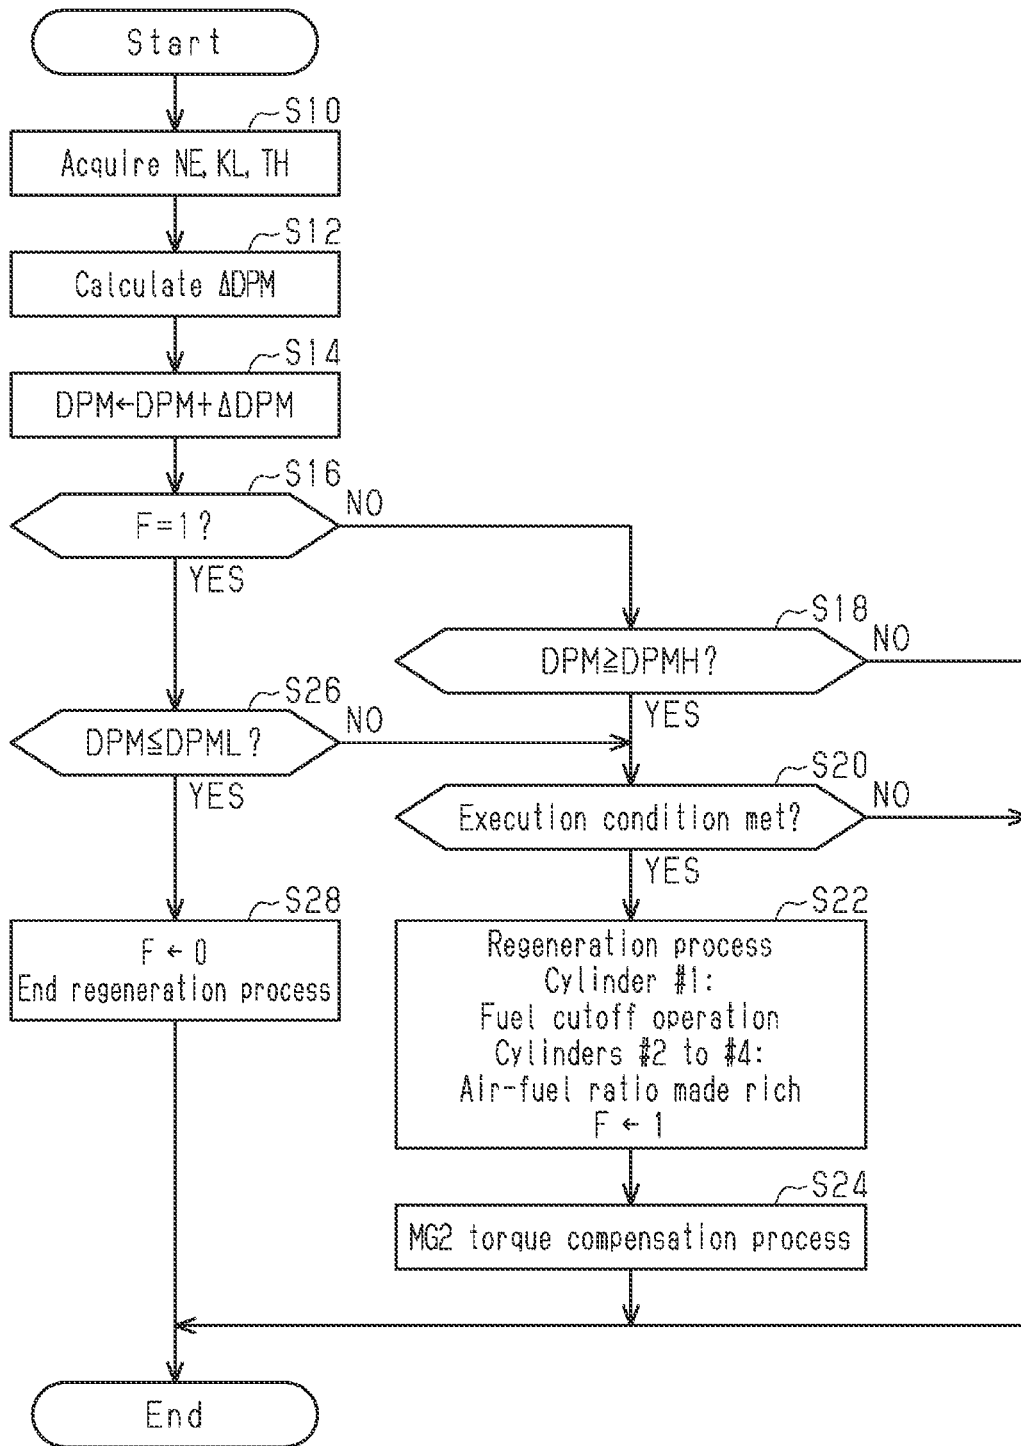 Start
S10
Acquire NE, KL, TH
S12
Calculate ΔDPM
S14
DPM←DPM+ΔDPM
S16
F=1?
NO
YES
S18
DPM≧DPMH?
NO
YES
S26
DPM≦DPML?
NO
YES
S20
Execution condition met?
NO
YES
S28
F ← 0
End regeneration process
S22
Regeneration process
Cylinder #1:
Fuel cutoff operation
Cylinders #2 to #4:
Air-fuel ratio made rich
F ← 1
S24
MG2 torque compensation process
End